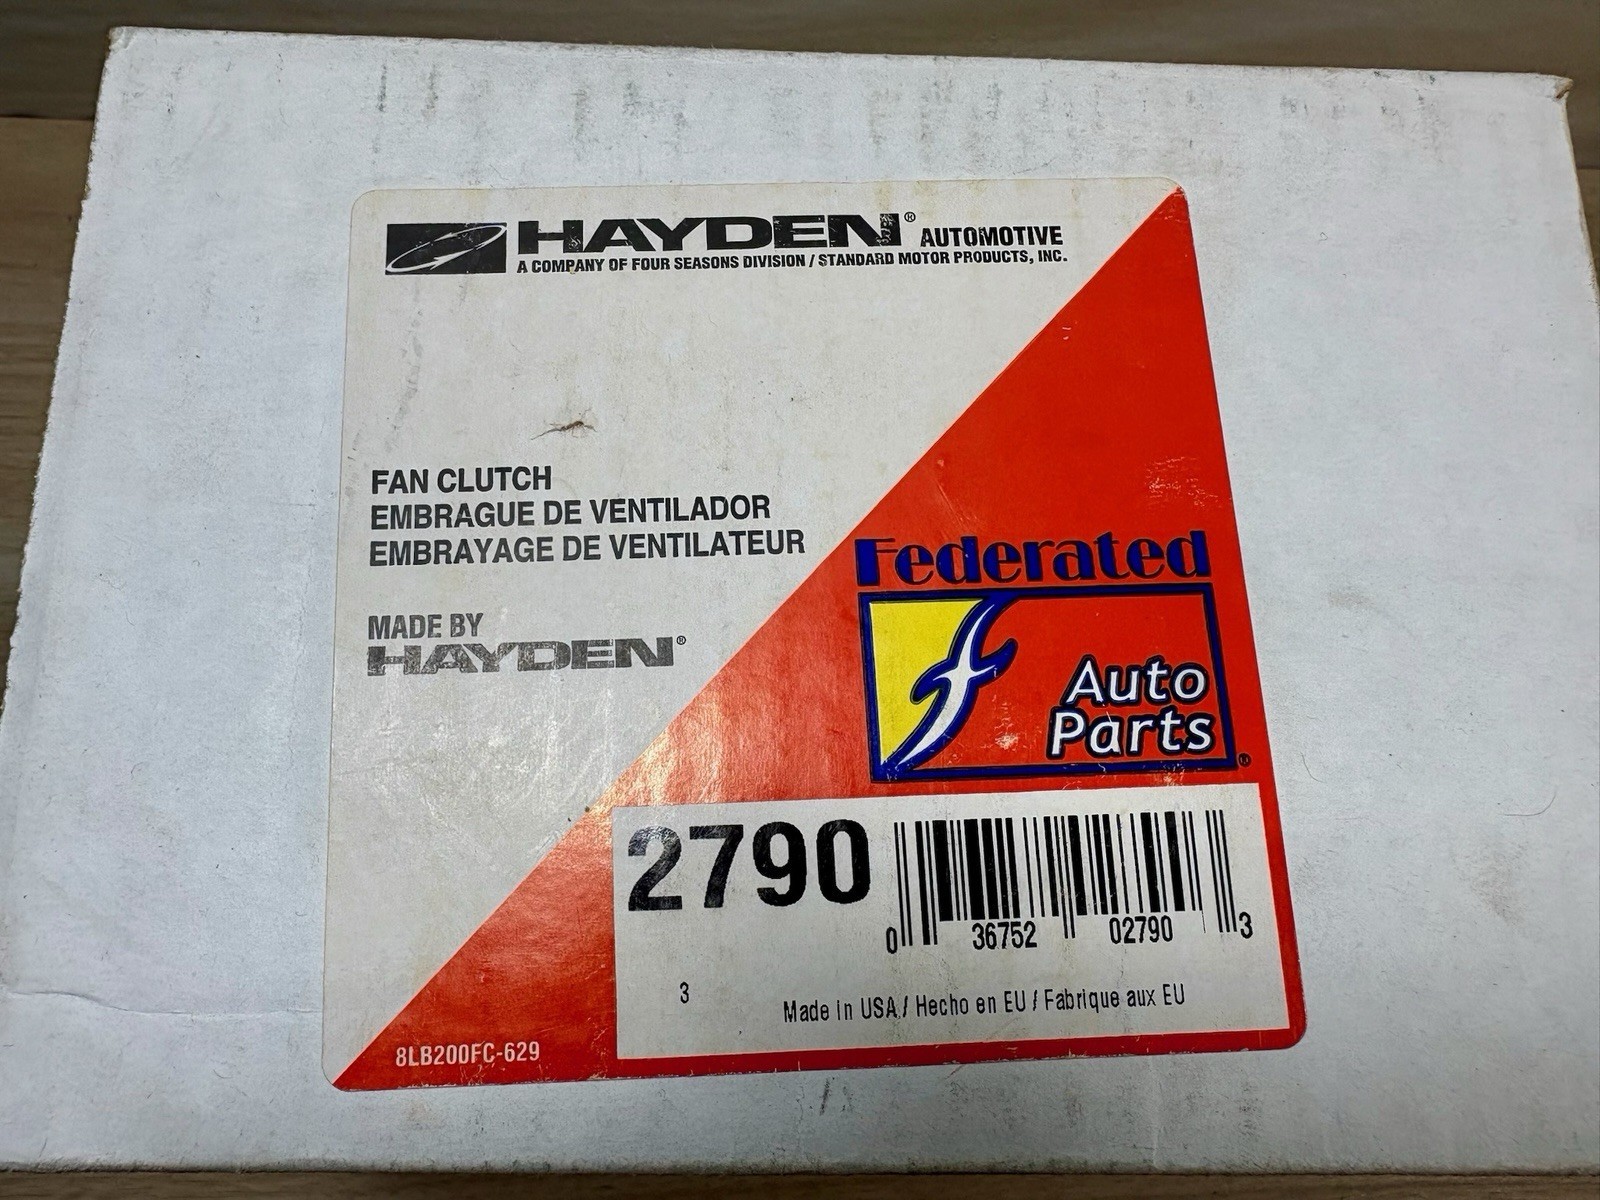 HAYDEN® AUTOMOTIVE
A COMPANY OF FOUR SEASONS DIVISION / STANDARD MOTOR PRODUCTS, INC.
FAN CLUTCH
EMBRAGUE DE VENTILADOR
EMBRAYAGE DE VENTILATEUR
MADE BY
HAYDEN®
Federated
f
Auto
Parts
®
2790
0 36752 02790 3
3
Made in USA / Hecho en EU / Fabrique aux EU
8LB200FC-629